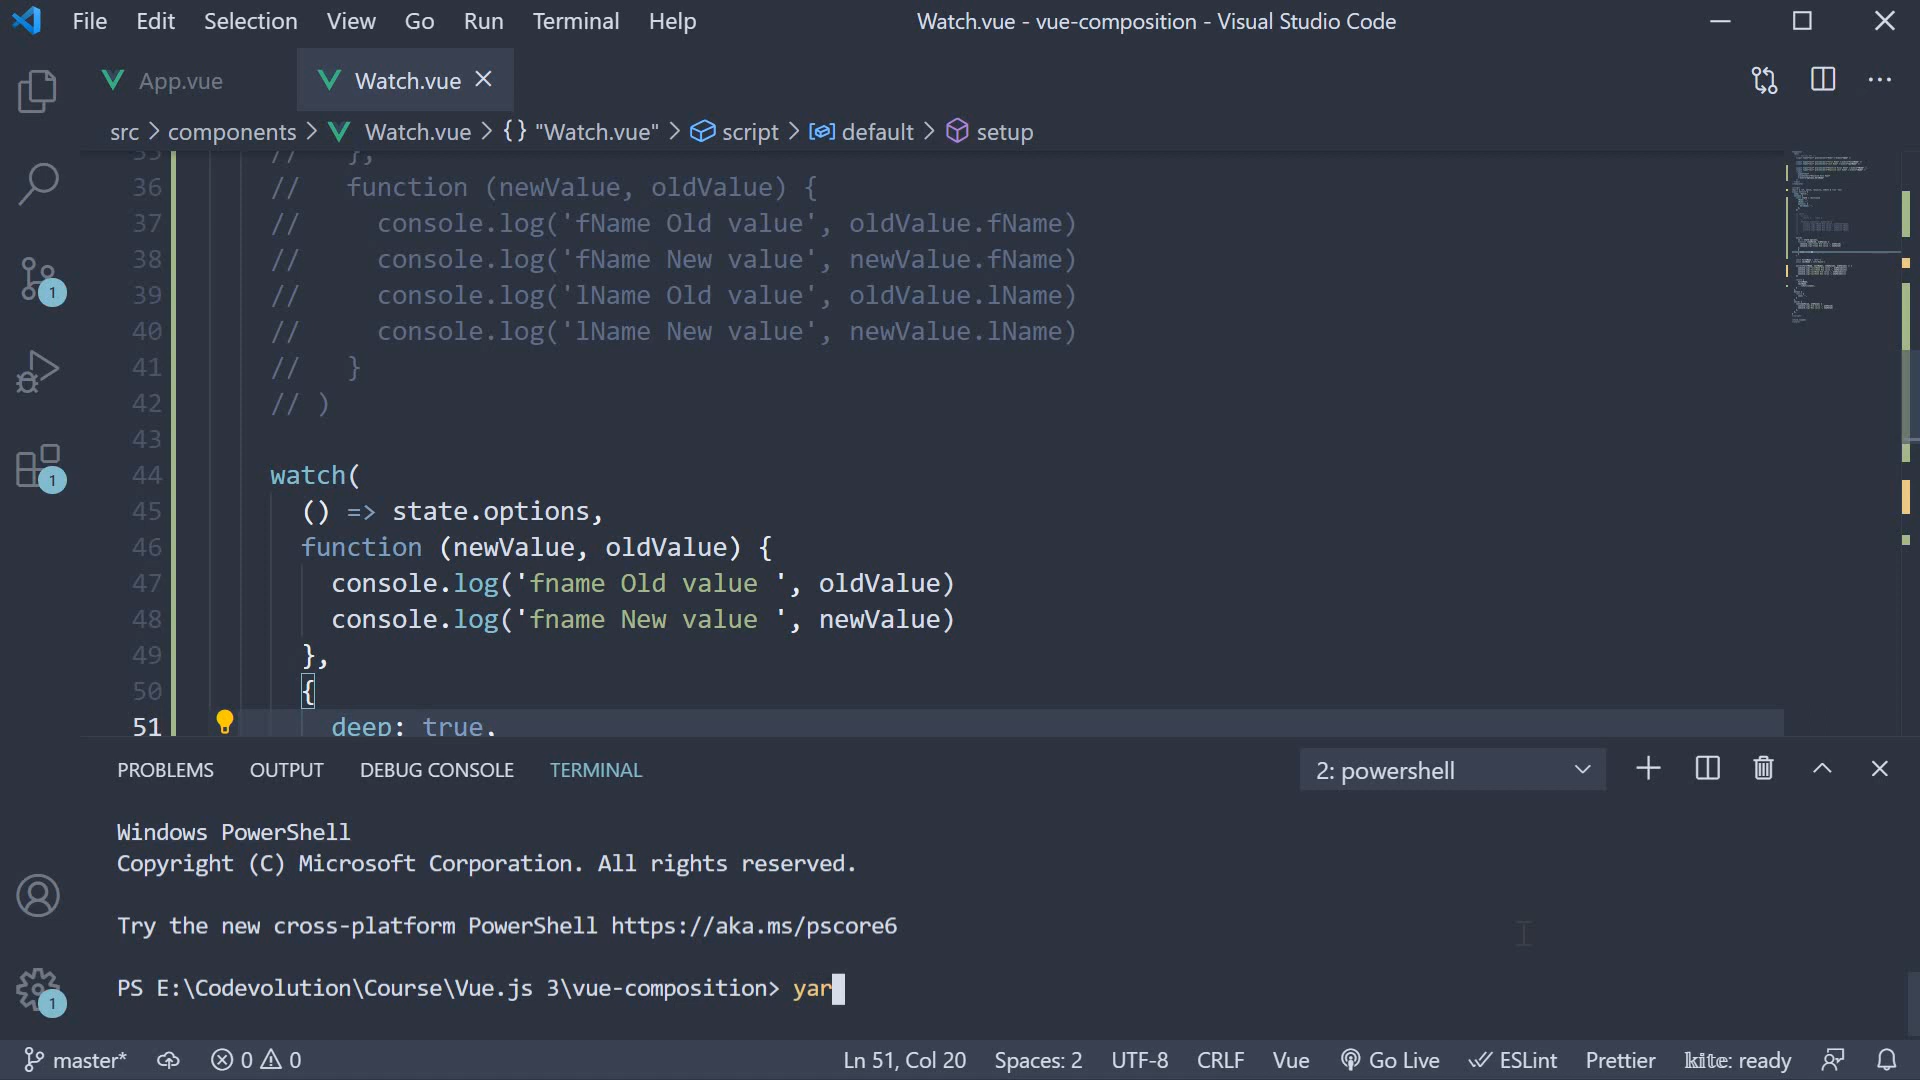 File Edit Selection View Go Run Terminal Help Watch.vue - vue-composition - Visual Studio Code
App.vue Watch.vue
src > components > Watch.vue > {} "Watch.vue" > script > default > setup
35 // },
36 // function (newValue, oldValue) {
37 // console.log('fName Old value', oldValue.fName)
38 // console.log('fName New value', newValue.fName)
39 // console.log('lName Old value', oldValue.lName)
40 // console.log('lName New value', newValue.lName)
41 // }
42 // )
43
44 watch(
45 () => state.options,
46 function (newValue, oldValue) {
47 console.log('fname Old value ', oldValue)
48 console.log('fname New value ', newValue)
49 },
50 {
51 deep: true,
1
1
1
PROBLEMS OUTPUT DEBUG CONSOLE TERMINAL 2: powershell
Windows PowerShell
Copyright (C) Microsoft Corporation. All rights reserved.
Try the new cross-platform PowerShell https://aka.ms/pscore6
PS E:\Codevolution\Course\Vue.js 3\vue-composition> yar
master* 0 0 Ln 51, Col 20 Spaces: 2 UTF-8 CRLF Vue Go Live ESLint Prettier kite: ready